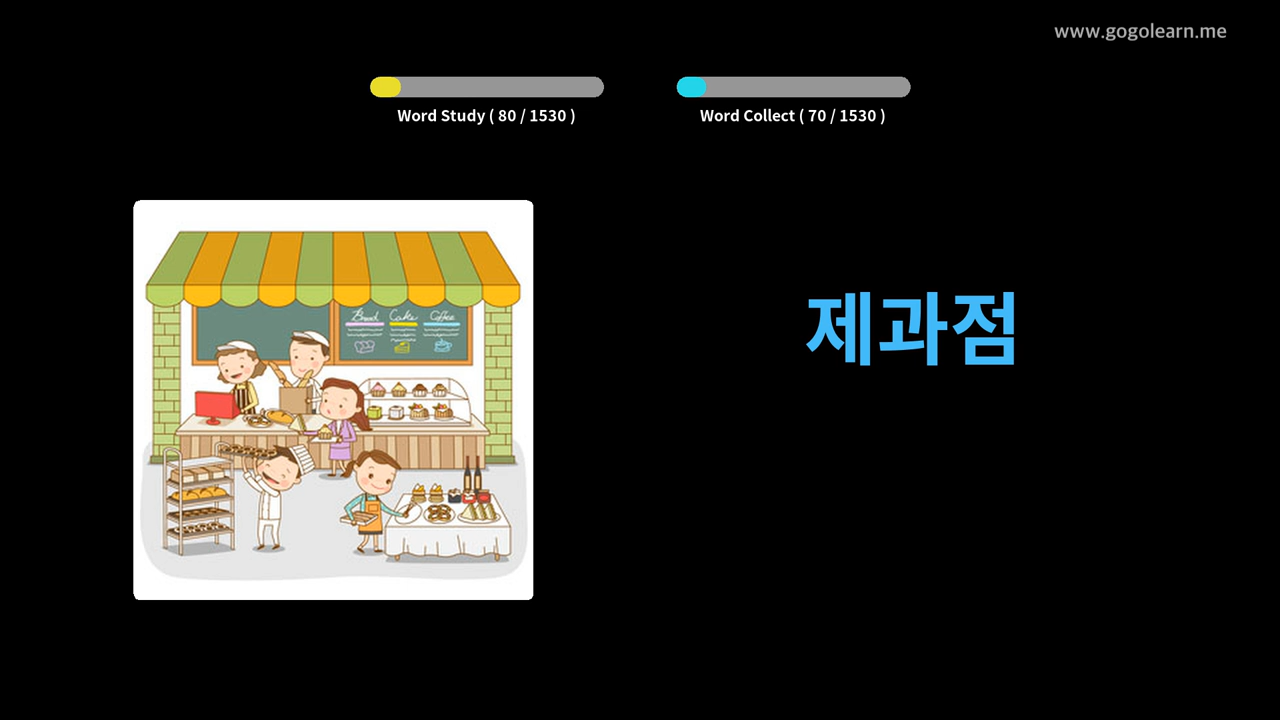 www.gogolearn.me
Word Study ( 80 / 1530 )
Word Collect ( 70 / 1530 )
Bread Cake Coffee
제과점